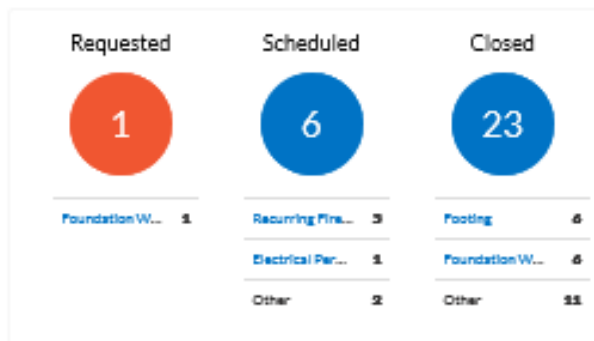 Requested
1
Foundation W... 1
Scheduled
6
Recurring Fire... 3
Electrical Per... 1
Other 2
Closed
23
Footing 6
Foundation W... 6
Other 11